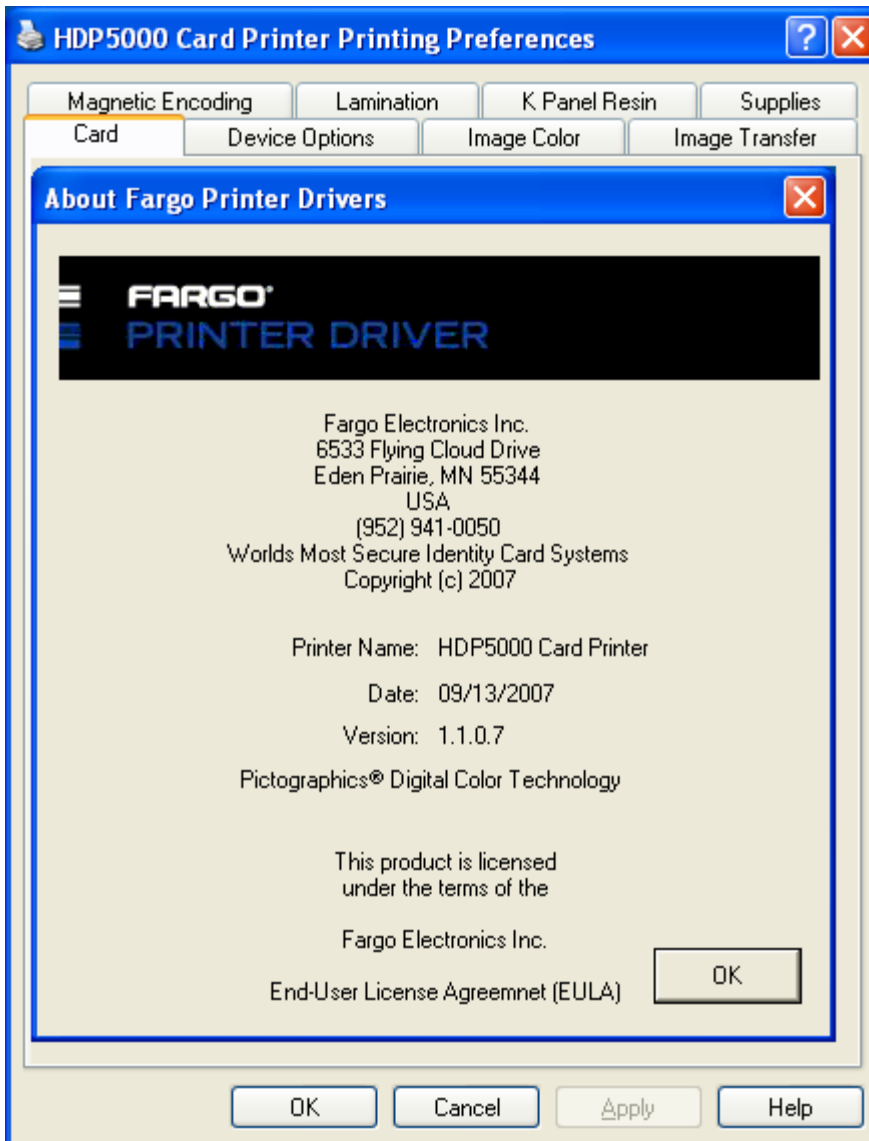 HDP5000 Card Printer Printing Preferences
Magnetic Encoding Lamination K Panel Resin Supplies
Card Device Options Image Color Image Transfer
About Fargo Printer Drivers
FARGO®
PRINTER DRIVER
Fargo Electronics Inc.
6533 Flying Cloud Drive
Eden Prairie, MN 55344
USA
(952) 941-0050
Worlds Most Secure Identity Card Systems
Copyright (c) 2007
Printer Name: HDP5000 Card Printer
Date: 09/13/2007
Version: 1.1.0.7
Pictographics® Digital Color Technology
This product is licensed
under the terms of the
Fargo Electronics Inc.
OK
End-User License Agreemnet (EULA)
OK Cancel Apply Help